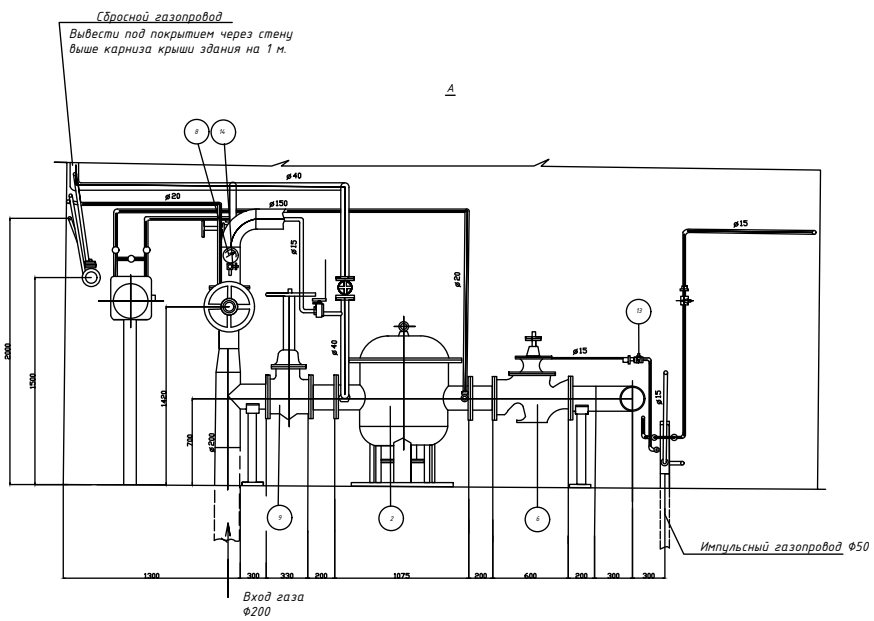 Сбросной газопровод
Вывести под покрытием через стену
выше карниза крыши здания на 1 м.
А
8
14
ø40
ø20
ø150
ø15
ø15
ø20
13
2000
1500
1420
700
ø200
ø40
ø15
ø15
9
2
6
Импульсный газопровод Ф50
1300
300
330
200
1075
200
600
200
300
300
Вход газа
Ф200